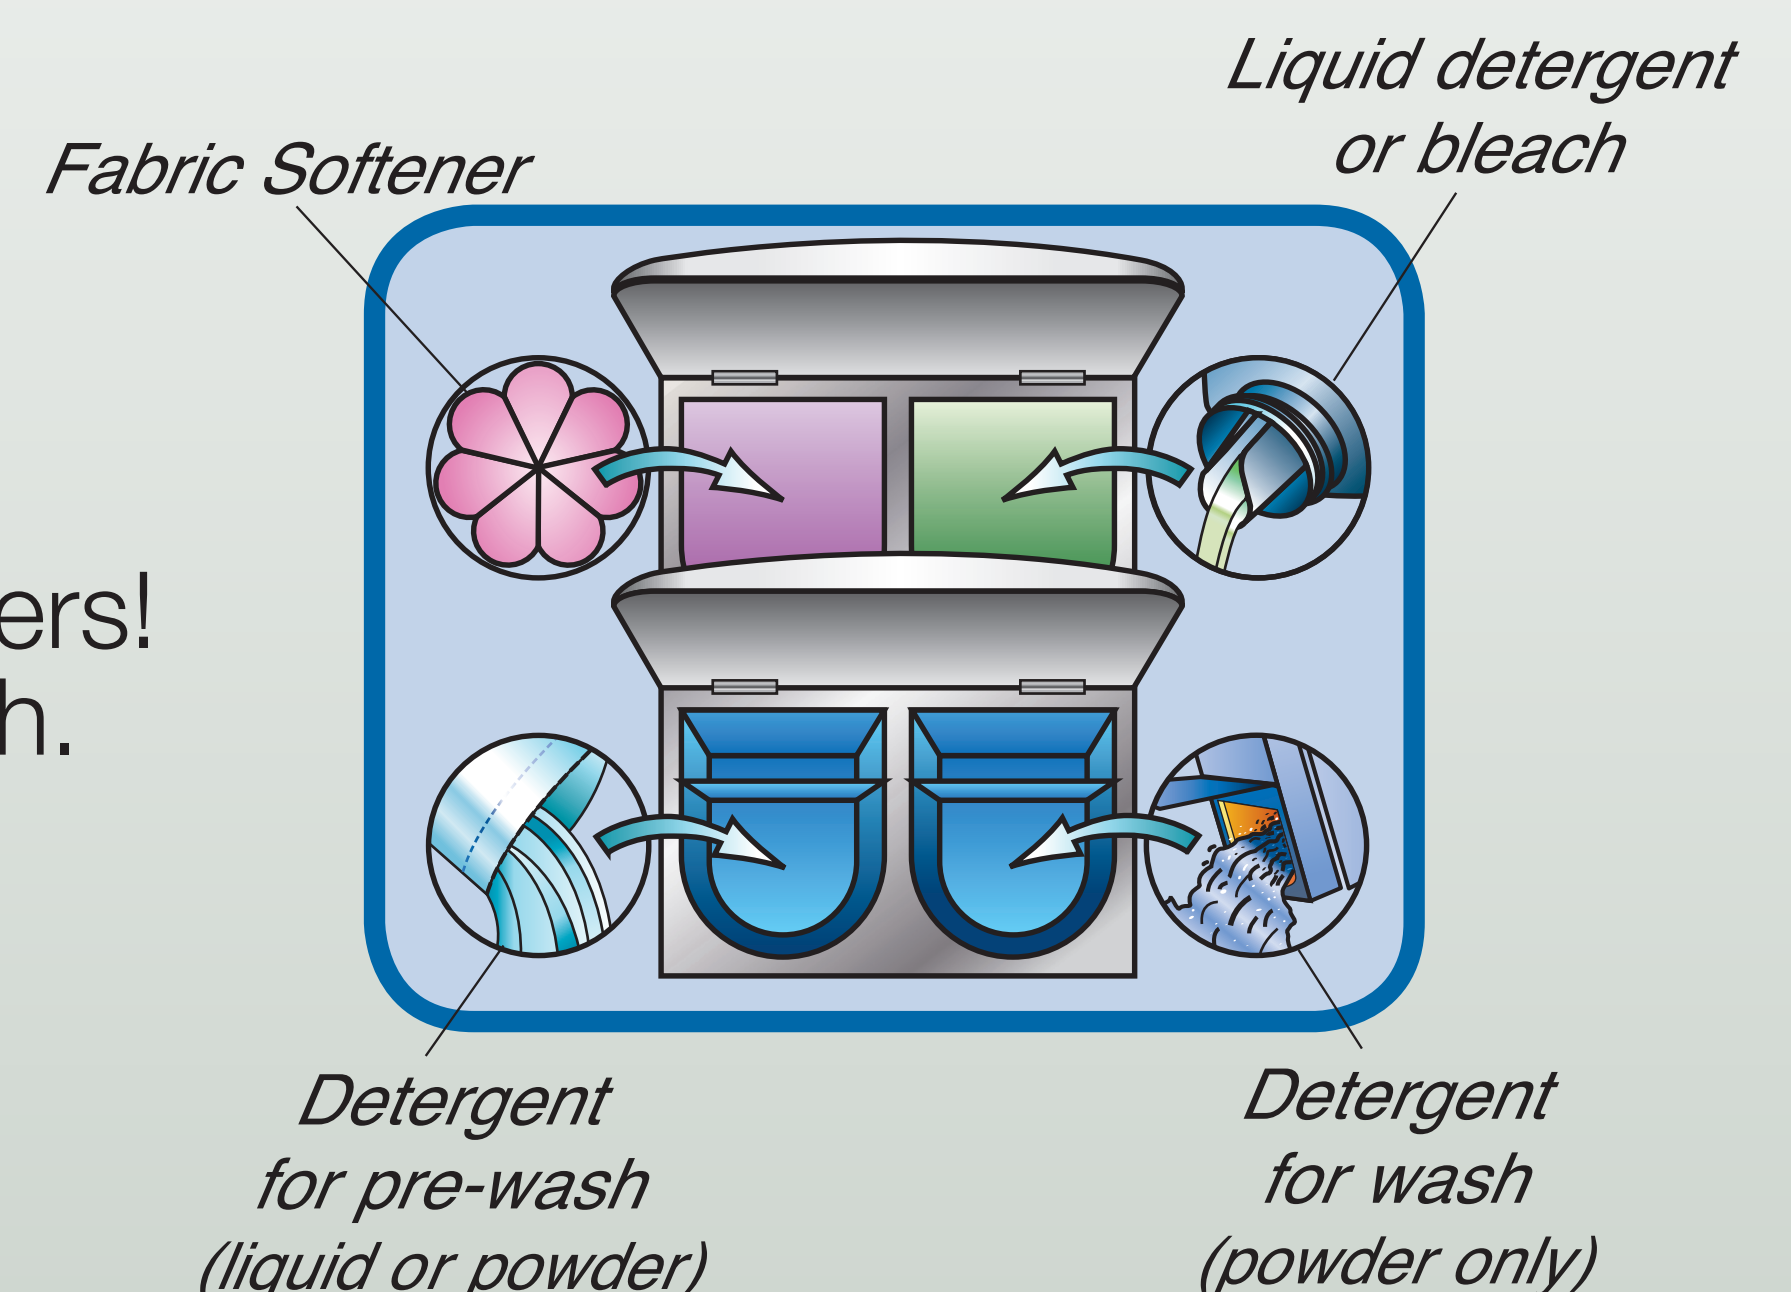 Liquid detergent
or bleach
Fabric Softener
ers!
h.
Detergent
for pre-wash
(liquid or powder)
Detergent
for wash
(powder only)